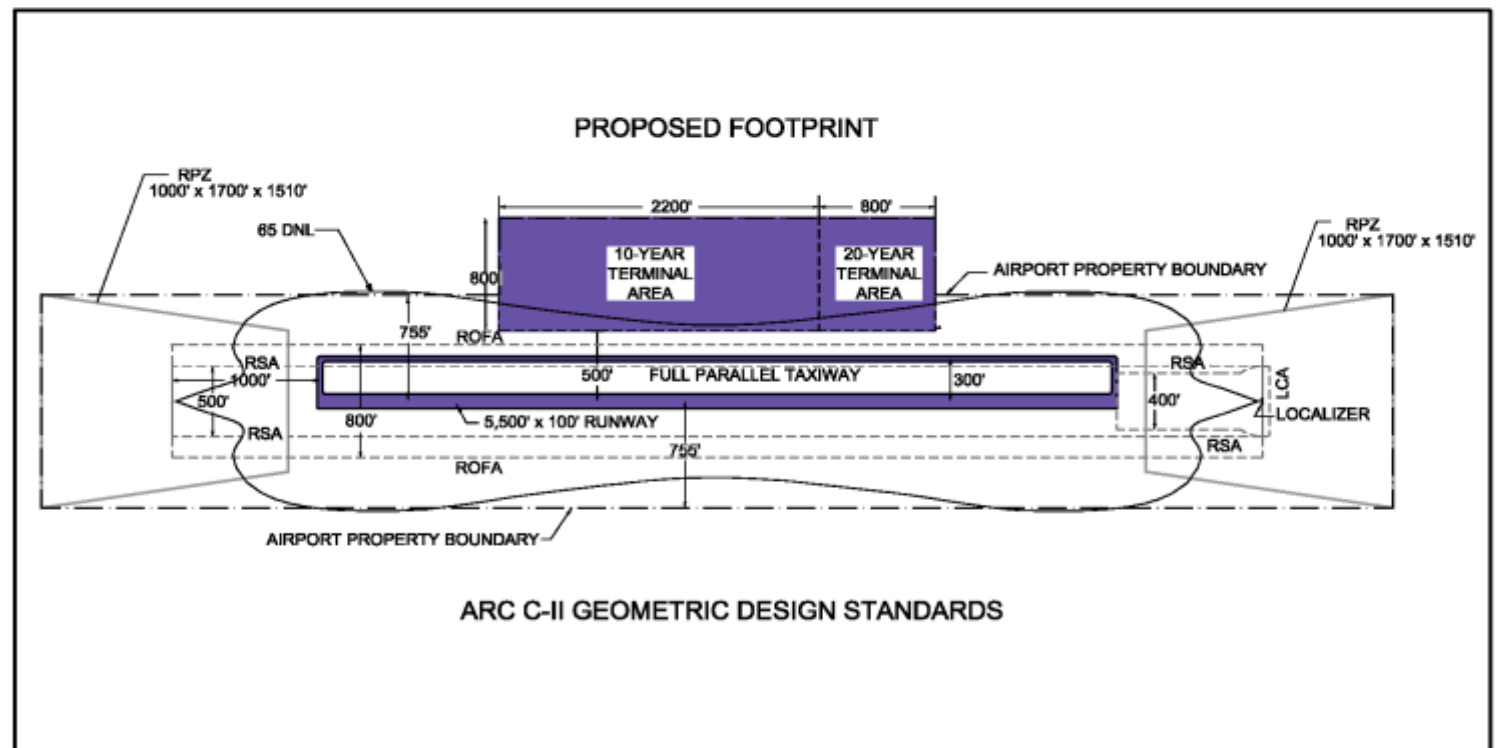 PROPOSED FOOTPRINT
RPZ
1000' x 1700' x 1510'
2200'
800'
65 DNL
RPZ
1000' x 1700' x 1510'
10-YEAR
TERMINAL
AREA
20-YEAR
TERMINAL
AREA
800
AIRPORT PROPERTY BOUNDARY
755'
ROFA
RSA
RSA
1000'
500'
FULL PARALLEL TAXIWAY
300'
LCA
500'
400'
800'
5,500' x 100' RUNWAY
LOCALIZER
RSA
755'
RSA
ROFA
AIRPORT PROPERTY BOUNDARY
ARC C-II GEOMETRIC DESIGN STANDARDS